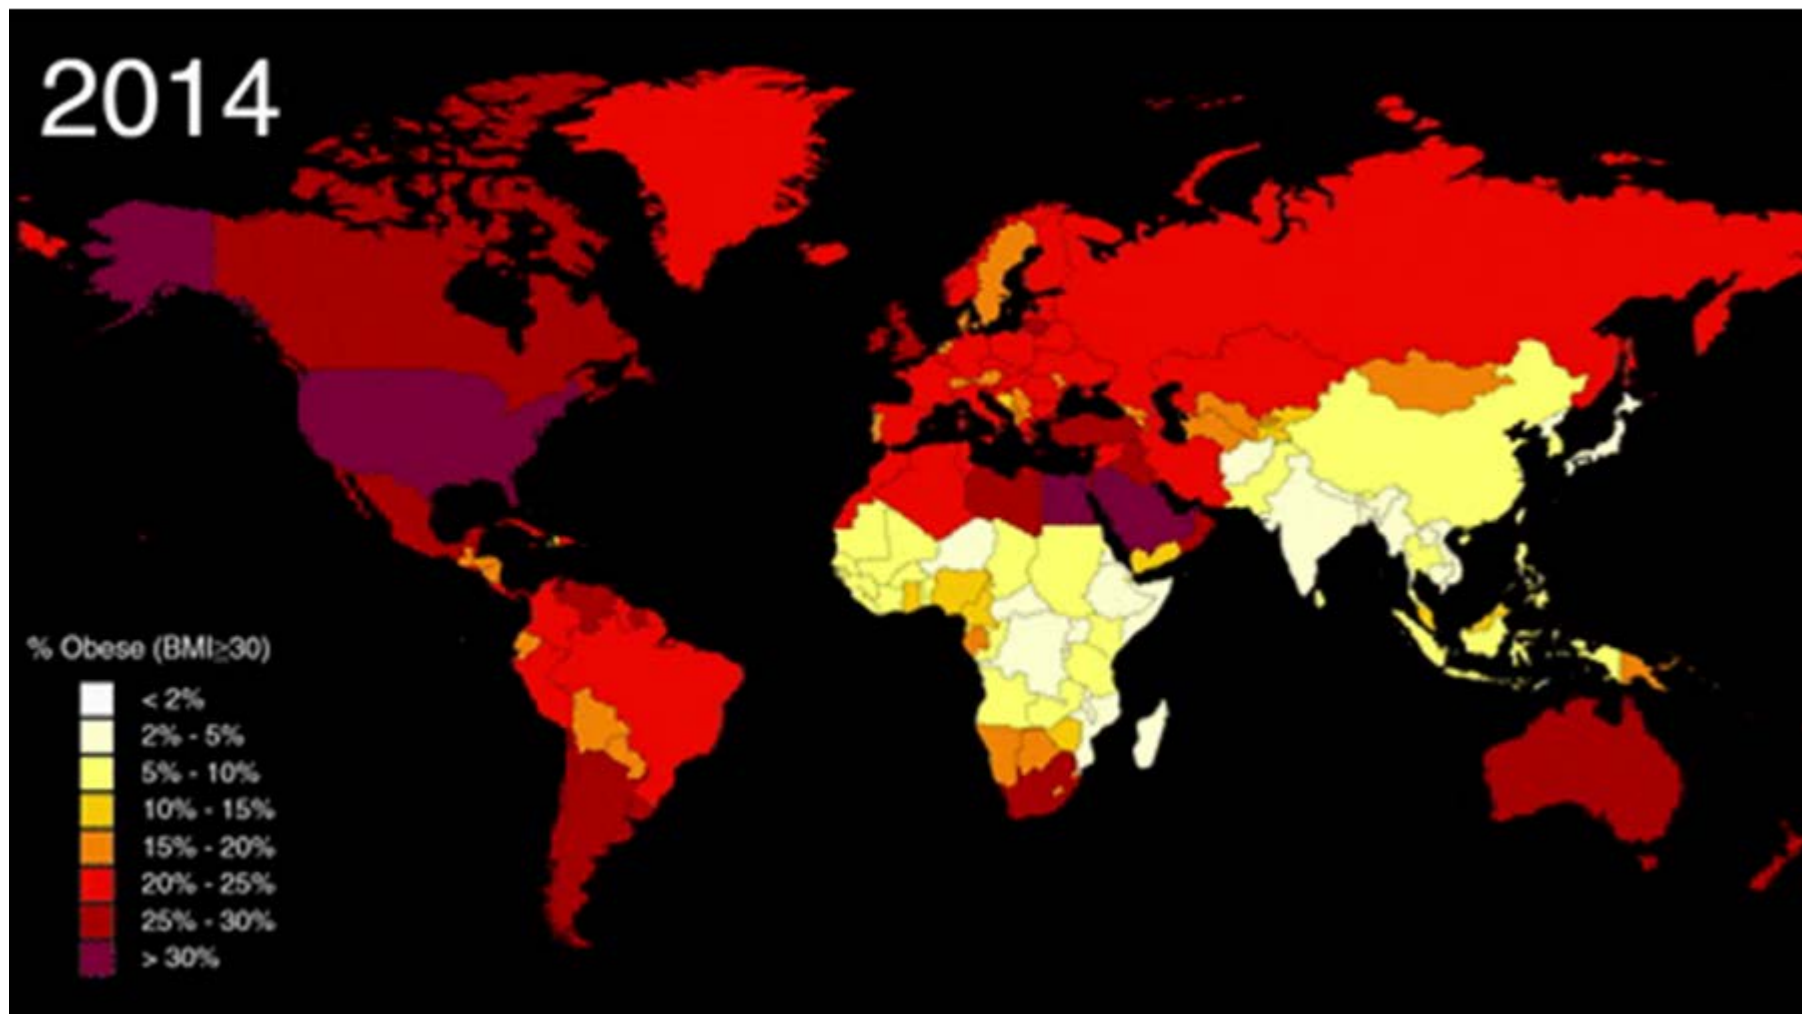 2014
% Obese (BMI≥30)
< 2%
2% - 5%
5% - 10%
10% - 15%
15% - 20%
20% - 25%
25% - 30%
> 30%